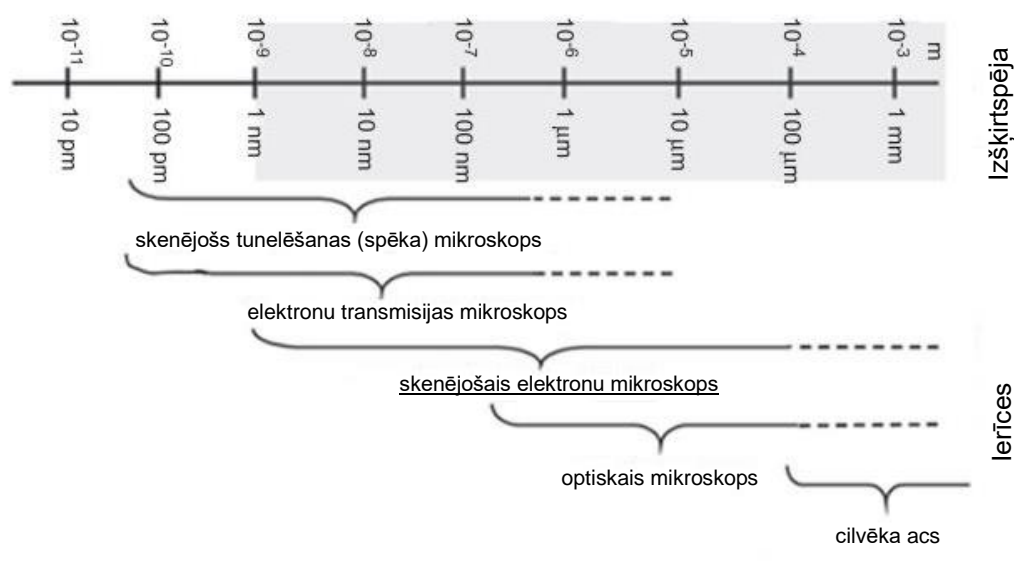 10⁻¹¹ 10⁻¹⁰ 10⁻⁹ 10⁻⁸ 10⁻⁷ 10⁻⁶ 10⁻⁵ 10⁻⁴ 10⁻³ m
10 pm 100 pm 1 nm 10 nm 100 nm 1 µm 10 µm 100 µm 1 mm
Izšķirtspēja
skenējošs tunelēšanas (spēka) mikroskops
elektronu transmisijas mikroskops
skenējošais elektronu mikroskops
optiskais mikroskops
cilvēka acs
Ierīces